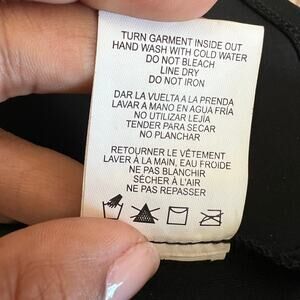 TURN GARMENT INSIDE OUT
HAND WASH WITH COLD WATER
DO NOT BLEACH
LINE DRY
DO NOT IRON
DAR LA VUELTA A LA PRENDA
LAVAR A MANO EN AGUA FRÍA
NO UTILIZAR LEJÍA
TENDER PARA SECAR
NO PLANCHAR
RETOURNER LE VÊTEMENT
LAVER À LA MAIN, EAU FROIDE
NE PAS BLANCHIR
SÉCHER À L'AIR
NE PAS REPASSER